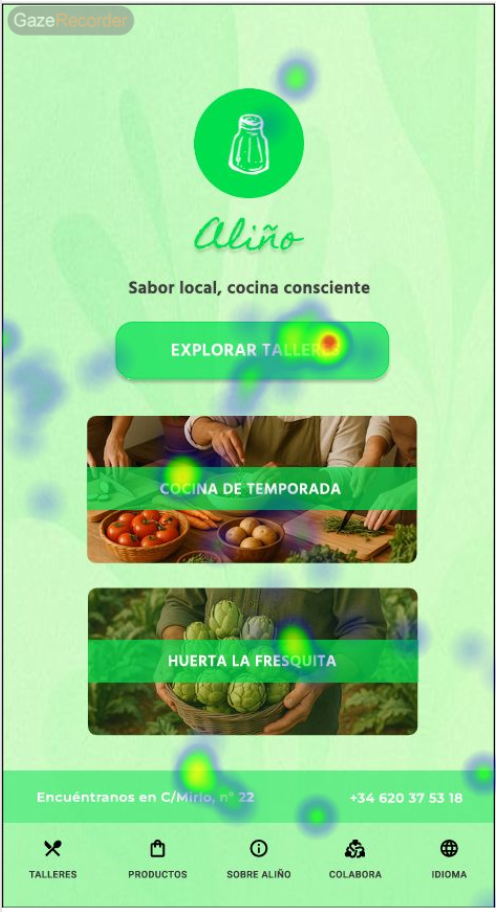 GazeRecorder
Aliño
Sabor local, cocina consciente
EXPLORAR TALLERES
COCINA DE TEMPORADA
HUERTA LA FRESQUITA
Encuéntranos en C/Mirlo, nº 22
+34 620 37 53 18
TALLERES
PRODUCTOS
SOBRE ALIÑO
COLABORA
IDIOMA